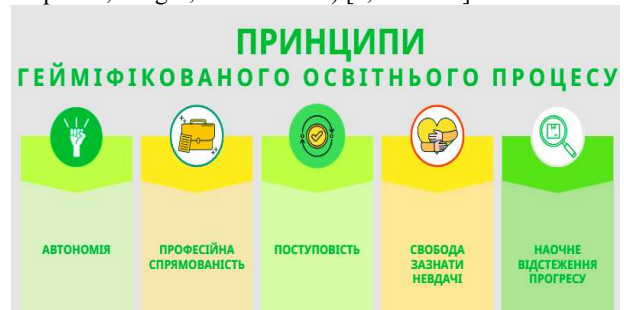 ПРИНЦИПИ
ГЕЙМІФІКОВАНОГО ОСВІТНЬОГО ПРОЦЕСУ
АВТОНОМІЯ
ПРОФЕСІЙНА
СПРЯМОВАНІСТЬ
ПОСТУПОВІСТЬ
СВОБОДА
ЗАЗНАТИ
НЕВДАЧІ
НАОЧНЕ
ВІДСТЕЖЕННЯ
ПРОГРЕСУ